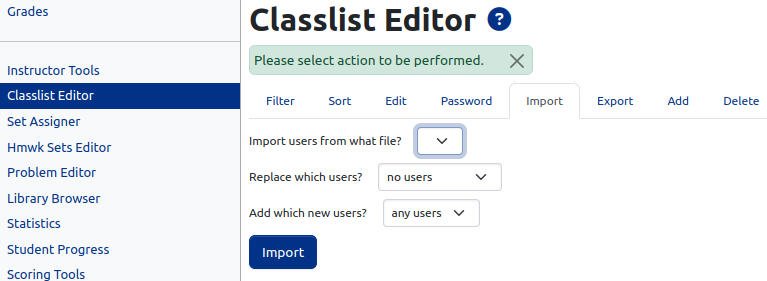 Grades
Instructor Tools
Classlist Editor
Set Assigner
Hmwk Sets Editor
Problem Editor
Library Browser
Statistics
Student Progress
Scoring Tools
Classlist Editor ?
Please select action to be performed.
Filter Sort Edit Password Import Export Add Delete
Import users from what file?
Replace which users? no users
Add which new users? any users
Import